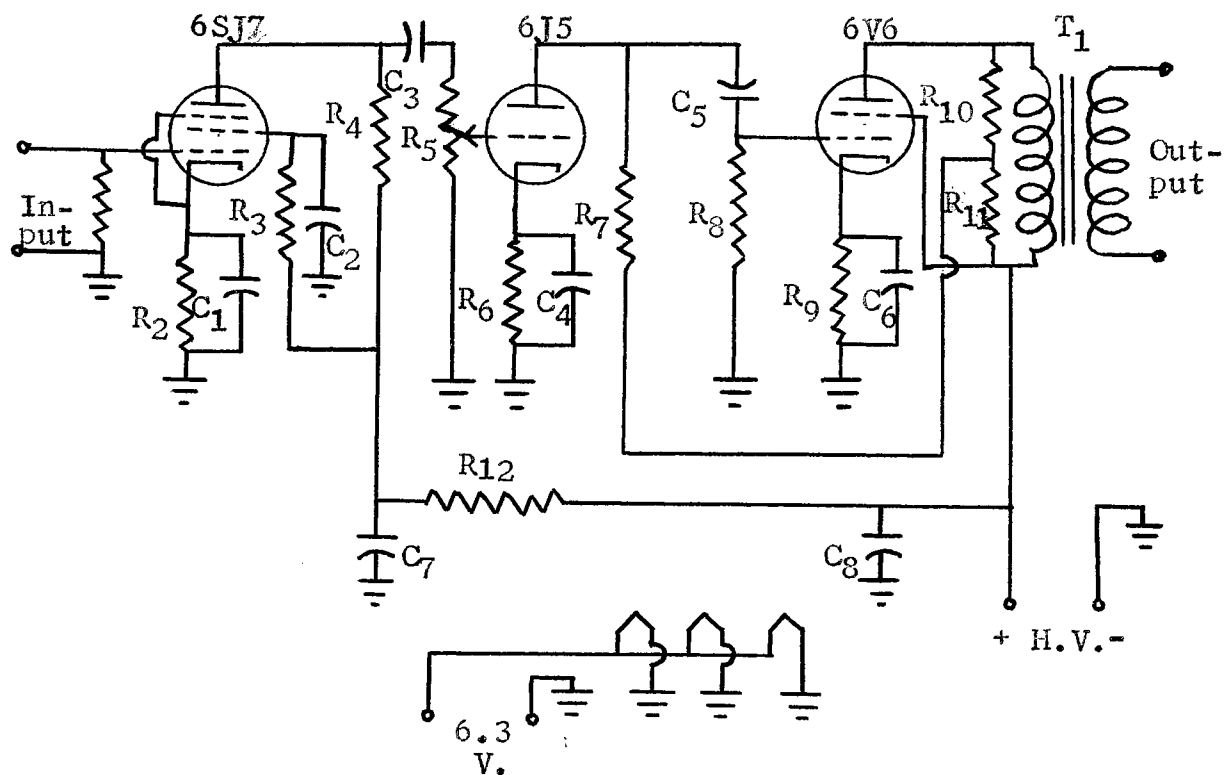 6SJ7
6J5
6V6
T1
C3
R4
R5
C5
R10
In-
put
R3
C2
R7
R8
R11
Out-
put
R2
C1
R6
C4
R9
C6
R12
C7
C8
+ H.V.-
6.3
V.